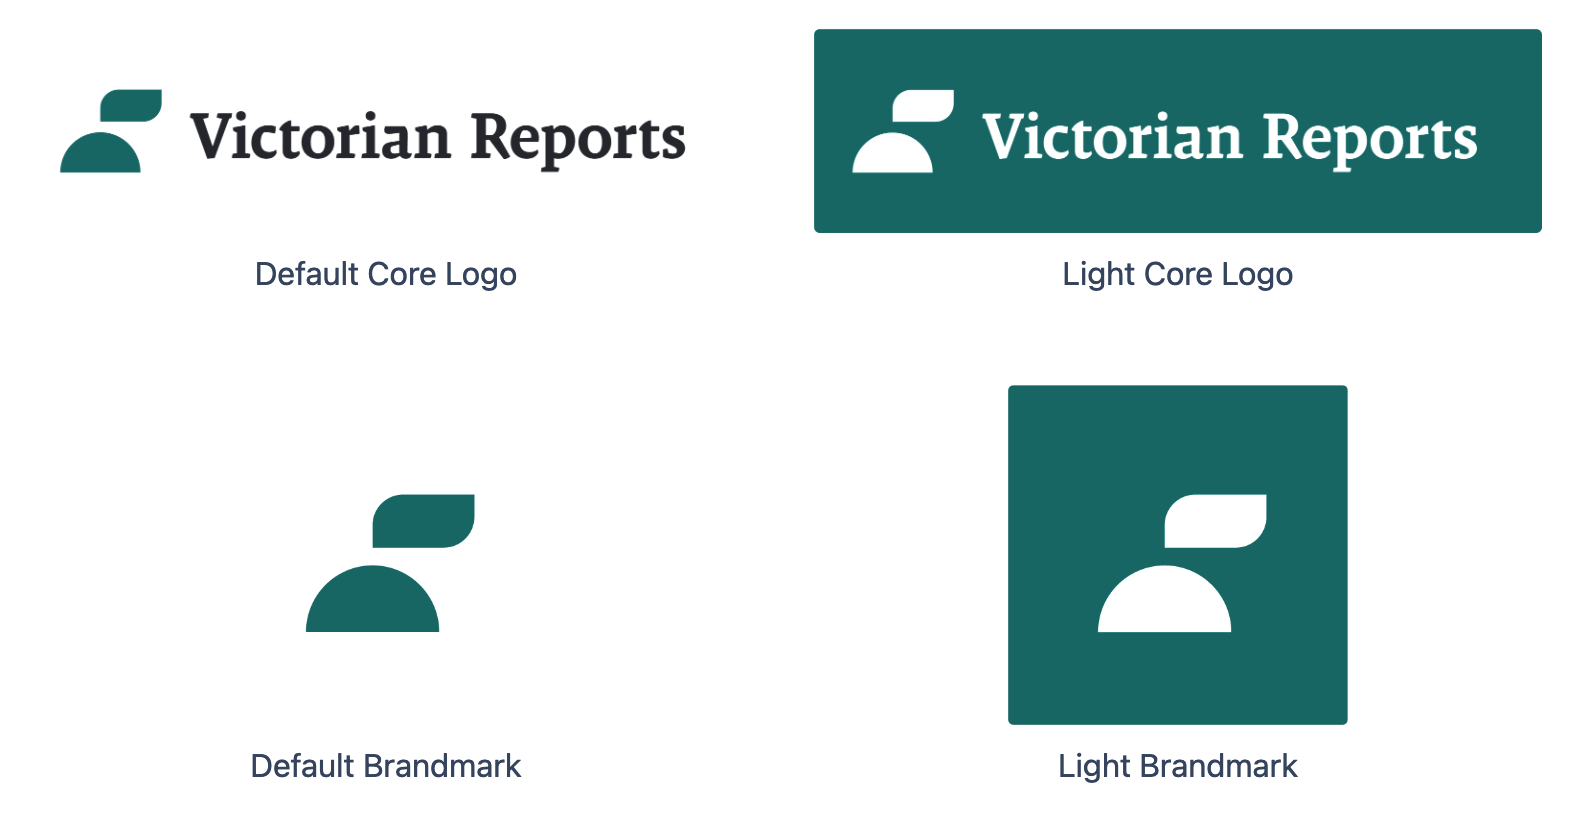 Victorian Reports
Victorian Reports
Default Core Logo
Light Core Logo
Default Brandmark
Light Brandmark